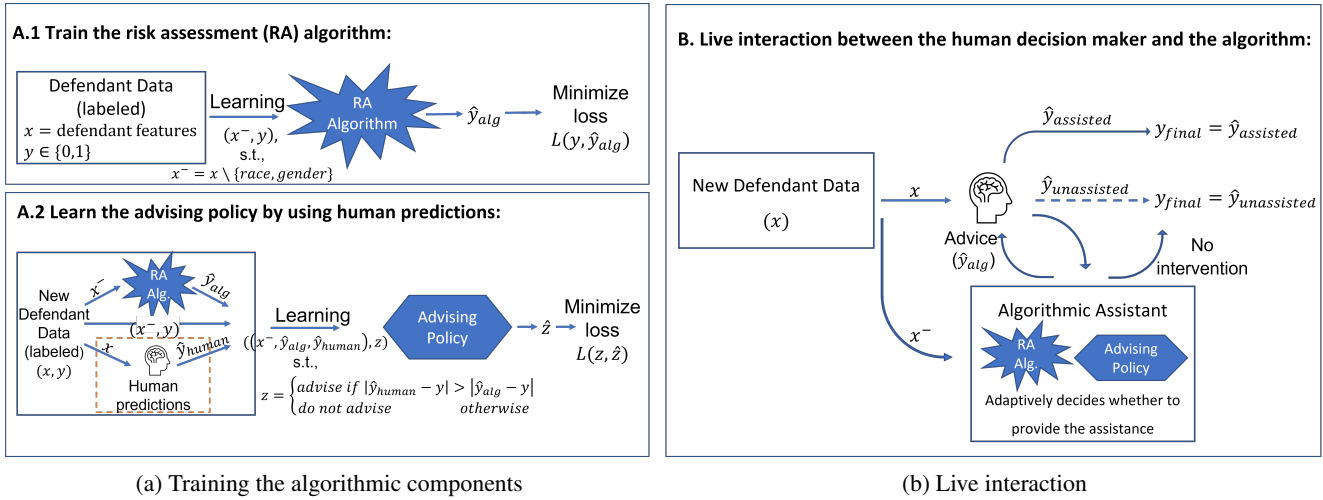 A.1 Train the risk assessment (RA) algorithm:
Defendant Data
(labeled)
x = defendant features
y ∈ {0,1}
Learning
(x⁻, y),
s.t.,
x⁻ = x \ {race, gender}
RA
Algorithm
ŷ_alg
Minimize
loss
L(y, ŷ_alg)
A.2 Learn the advising policy by using human predictions:
New
Defendant
Data
(labeled)
(x, y)
x⁻
RA
Alg.
ŷ_alg
(x⁻, y)
x
ŷ_human
Human
predictions
Learning
((x⁻, ŷ_alg, ŷ_human), z)
s.t.,
z = { advise if |ŷ_human − y| > |ŷ_alg − y|
do not advise otherwise
Advising
Policy
ẑ
Minimize
loss
L(z, ẑ)
(a) Training the algorithmic components
B. Live interaction between the human decision maker and the algorithm:
New Defendant Data
(x)
x
ŷ_assisted
y_final = ŷ_assisted
ŷ_unassisted
y_final = ŷ_unassisted
Advice
(ŷ_alg)
No
intervention
x⁻
Algorithmic Assistant
RA
Alg.
Advising
Policy
Adaptively decides whether to
provide the assistance
(b) Live interaction